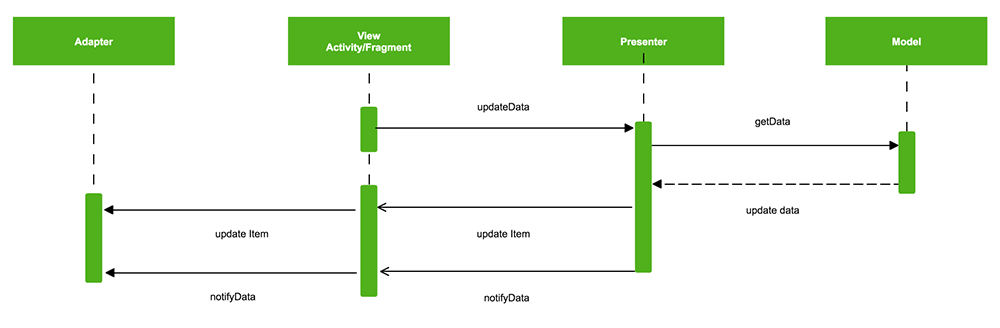 Adapter
View
Activity/Fragment
Presenter
Model
updateData
getData
update data
update Item
update Item
notifyData
notifyData